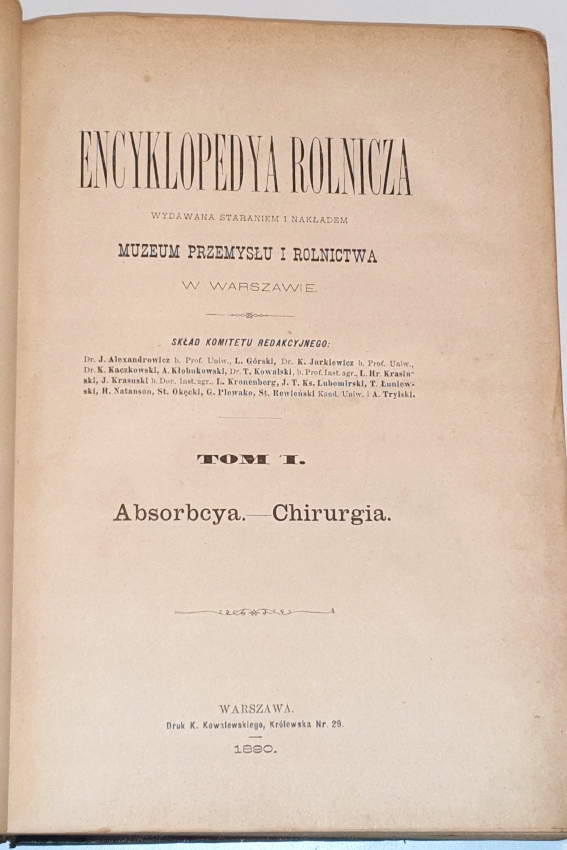 ENCYKLOPEDYA ROLNICZA
WYDAWANA STARANIEM I NAKŁADEM
MUZEUM PRZEMYSŁU I ROLNICTWA
W WARSZAWIE.
SKŁAD KOMITETU REDAKCYJNEGO:
Dr. J. Alexandrowicz b. Prof. Uniw., L. Górski, Dr. K. Jurkiewicz b. Prof. Uniw.,
Dr. K. Kaczkowski, A. Kłobukowski, Dr. T. Kowalski, b. Prof. Inst. agr., L. Hr. Krasiń-
ski, J. Krasuski b. Doc. Inst. agr., L. Kronenberg, J. T. Ks. Lubomirski, T. Łuniew-
ski, H. Natanson, St. Okęcki, G. Plewako, St. Rewieński Kand. Uniw. i A. Trylski.
TOM I.
Absorbcya.—Chirurgia.
WARSZAWA.
Druk K. Kowalewskiego, Królewska Nr. 29.
1890.